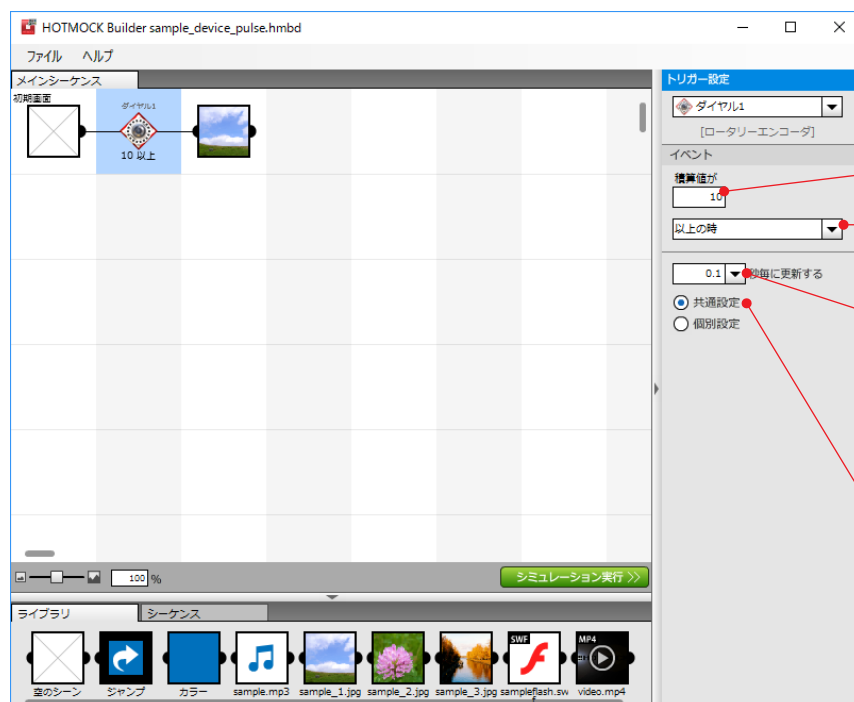 HOTMOCK Builder sample_device_pulse.hmbd
ファイル ヘルプ
メインシーケンス
初期画面
ダイヤル1
10 以上
100 %
シミュレーション実行 >>
トリガー設定
ダイヤル1
[ロータリーエンコーダ]
イベント
積算値が
10
以上の時
0.1 秒毎に更新する
共通設定
個別設定
ライブラリ シーケンス
SWF MP4
空のシーン ジャンプ カラー sample.mp3 sample_1.jpg sample_2.jpg sample_3.jpg sampleflash.sw video.mp4
f